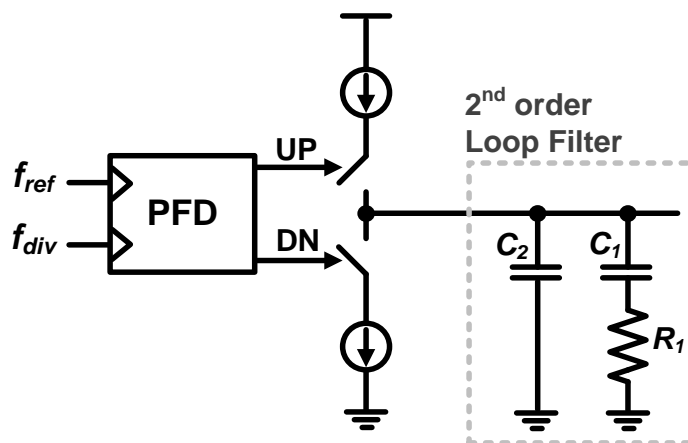 2nd order
Loop Filter
UP
fref
PFD
fdiv
DN
C2
C1
R1